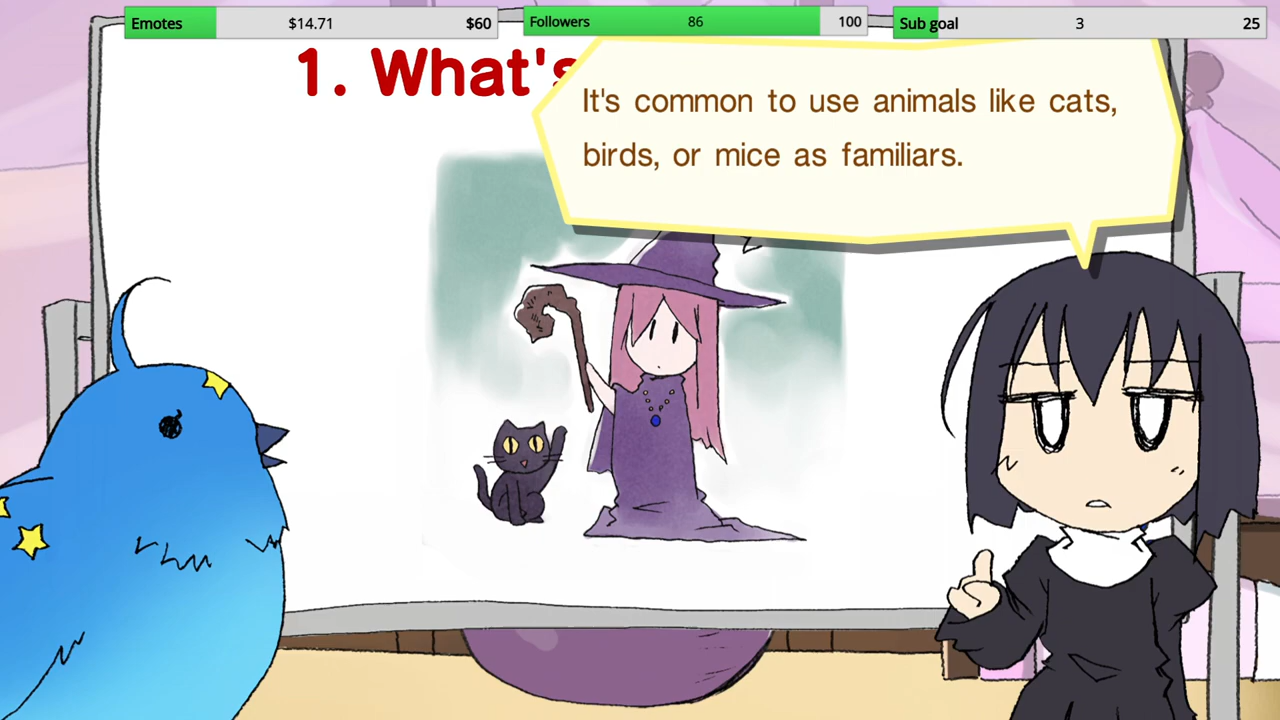 Emotes $14.71 $60
Followers 86 100
Sub goal 3 25
1. What's
It's common to use animals like cats,
birds, or mice as familiars.